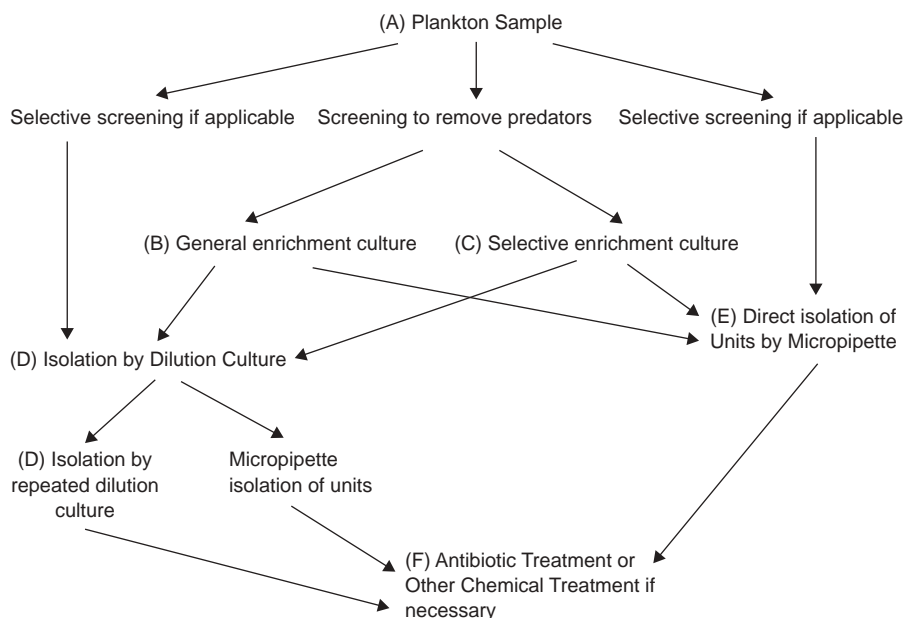 (A) Plankton Sample
Selective screening if applicable
Screening to remove predators
Selective screening if applicable
(B) General enrichment culture
(C) Selective enrichment culture
(E) Direct isolation of
Units by Micropipette
(D) Isolation by Dilution Culture
(D) Isolation by
repeated dilution
culture
Micropipette
isolation of units
(F) Antibiotic Treatment or
Other Chemical Treatment if
necessary